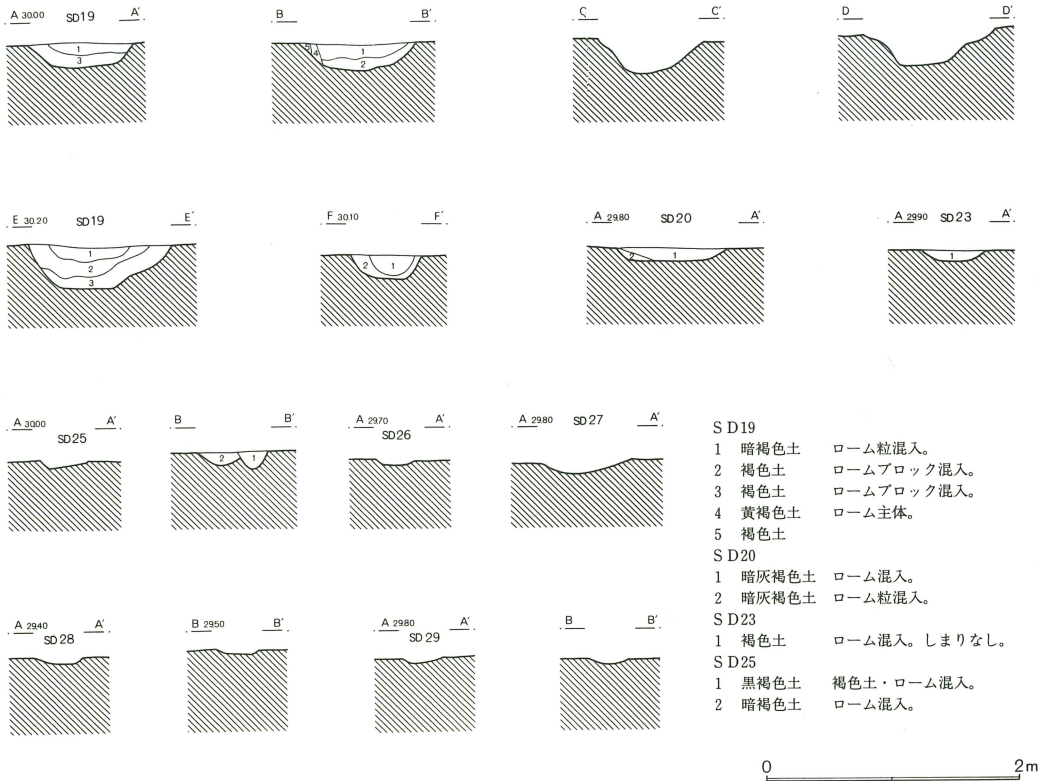 A 30.00 SD19 A′
B B′
C C′
D D′
1
3
5 4 1
2
E 30.20 SD19 E′
F 30.10 F′
A 29.80 SD20 A′
A 29.90 SD23 A′
1
2
3
2 1
2 1
1
A 30.00 A′
SD25
B B′
A 29.70 A′
SD26
A 29.80 SD27 A′
2 1
SD19
1 暗褐色土 ローム粒混入。
2 褐色土 ロームブロック混入。
3 褐色土 ロームブロック混入。
4 黄褐色土 ローム主体。
5 褐色土
SD20
1 暗灰褐色土 ローム混入。
2 暗灰褐色土 ローム粒混入。
SD23
1 褐色土 ローム混入。しまりなし。
SD25
1 黒褐色土 褐色土・ローム混入。
2 暗褐色土 ローム混入。
A 29.40 A′
SD28
B 29.50 B′
A 29.80 A′
SD29
B B′
0 2m